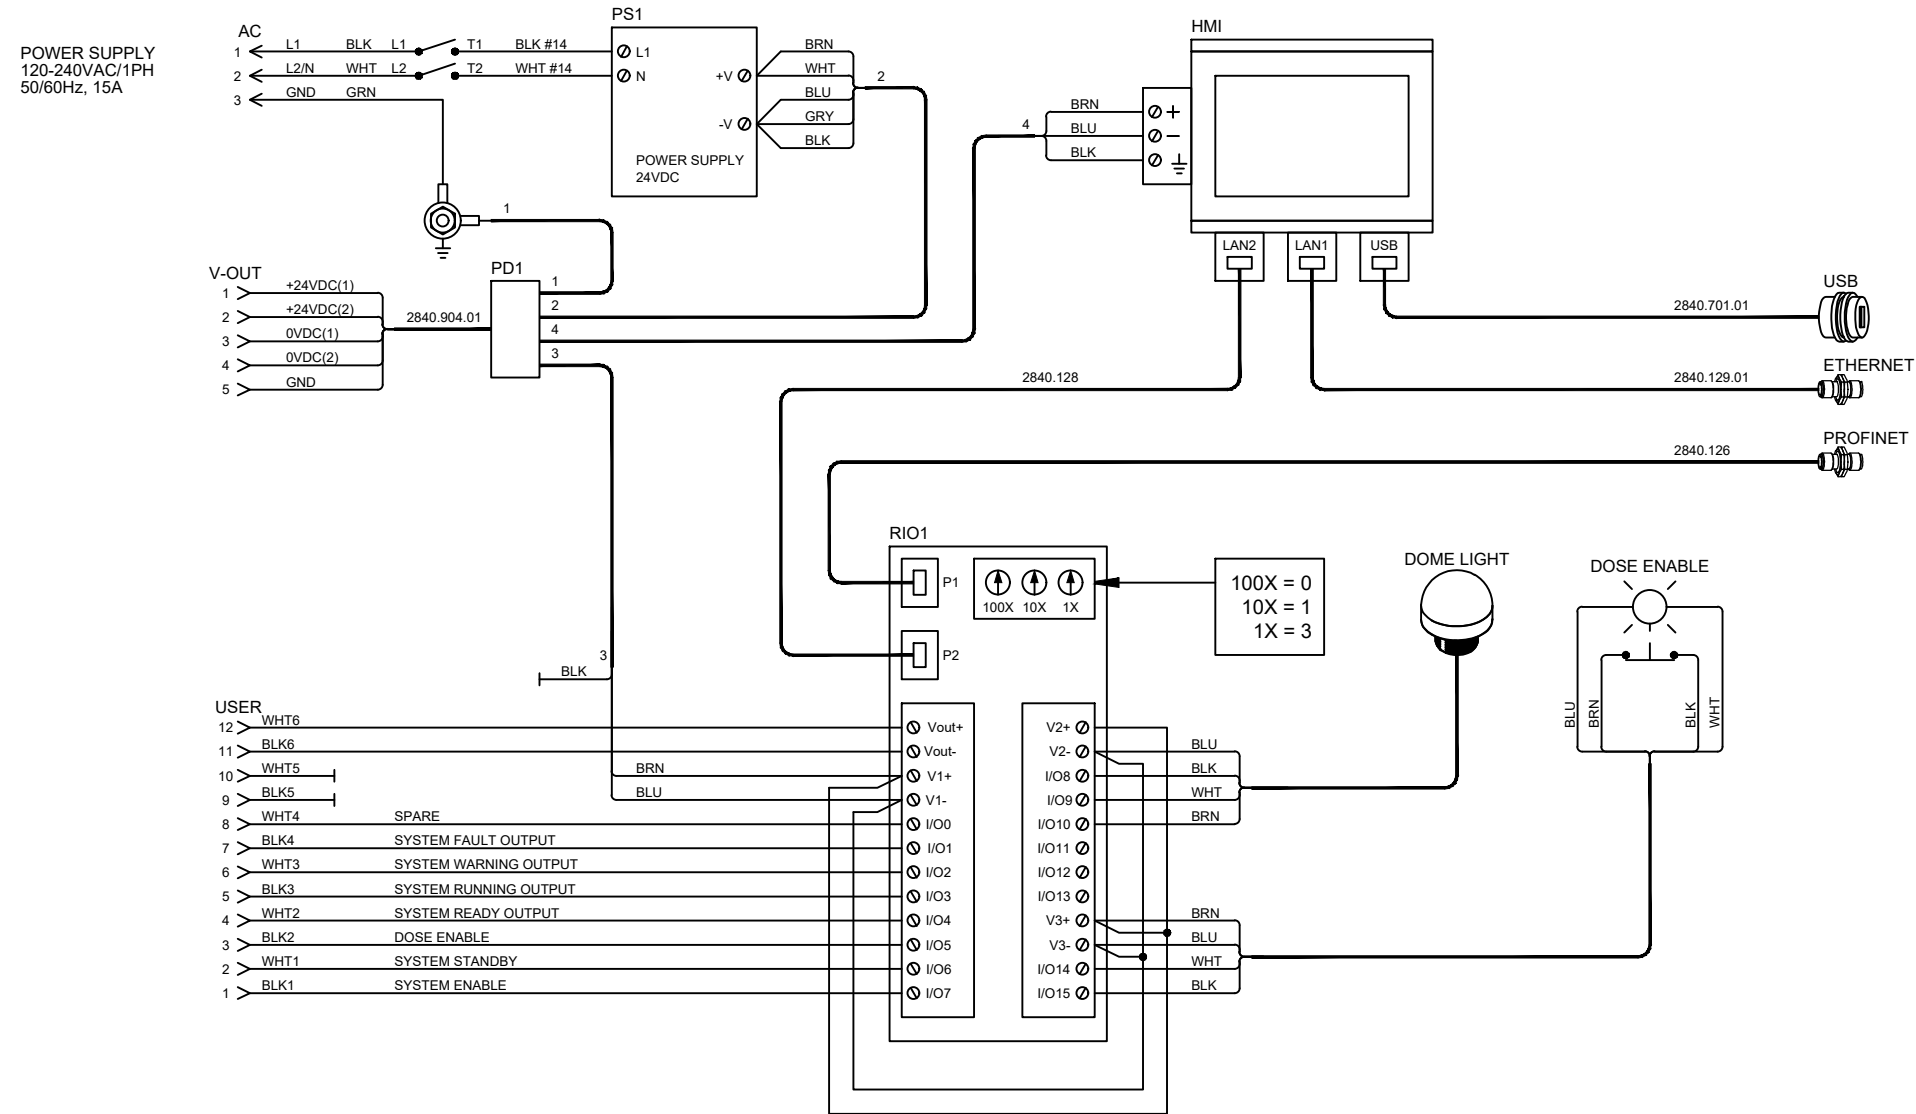 PS1
HMI
AC
POWER SUPPLY
120-240VAC/1PH
50/60Hz, 15A
1 L1 BLK L1 T1 BLK #14 L1
2 L2/N WHT L2 T2 WHT #14 N
3 GND GRN
+V
-V
POWER SUPPLY
24VDC
BRN
WHT
BLU
GRY
BLK
2
4
BRN +
BLU −
BLK
LAN2 LAN1 USB
1
V-OUT
PD1
1 +24VDC(1)
2 +24VDC(2)
3 0VDC(1)
4 0VDC(2)
5 GND
2840.904.01
1
2
4
3
USB
2840.701.01
ETHERNET
2840.128
2840.129.01
PROFINET
2840.126
RIO1
P1
P2
100X 10X 1X
100X = 0
10X = 1
1X = 3
DOME LIGHT
DOSE ENABLE
BLU
BRN
BLK
WHT
3
BLK
USER
12 WHT6 Vout+
11 BLK6 Vout-
10 WHT5 BRN V1+
9 BLK5 BLU V1-
8 WHT4 SPARE I/O0
7 BLK4 SYSTEM FAULT OUTPUT I/O1
6 WHT3 SYSTEM WARNING OUTPUT I/O2
5 BLK3 SYSTEM RUNNING OUTPUT I/O3
4 WHT2 SYSTEM READY OUTPUT I/O4
3 BLK2 DOSE ENABLE I/O5
2 WHT1 SYSTEM STANDBY I/O6
1 BLK1 SYSTEM ENABLE I/O7
V2+
V2- BLU
I/O8 BLK
I/O9 WHT
I/O10 BRN
I/O11
I/O12
I/O13
V3+ BRN
V3- BLU
I/O14 WHT
I/O15 BLK